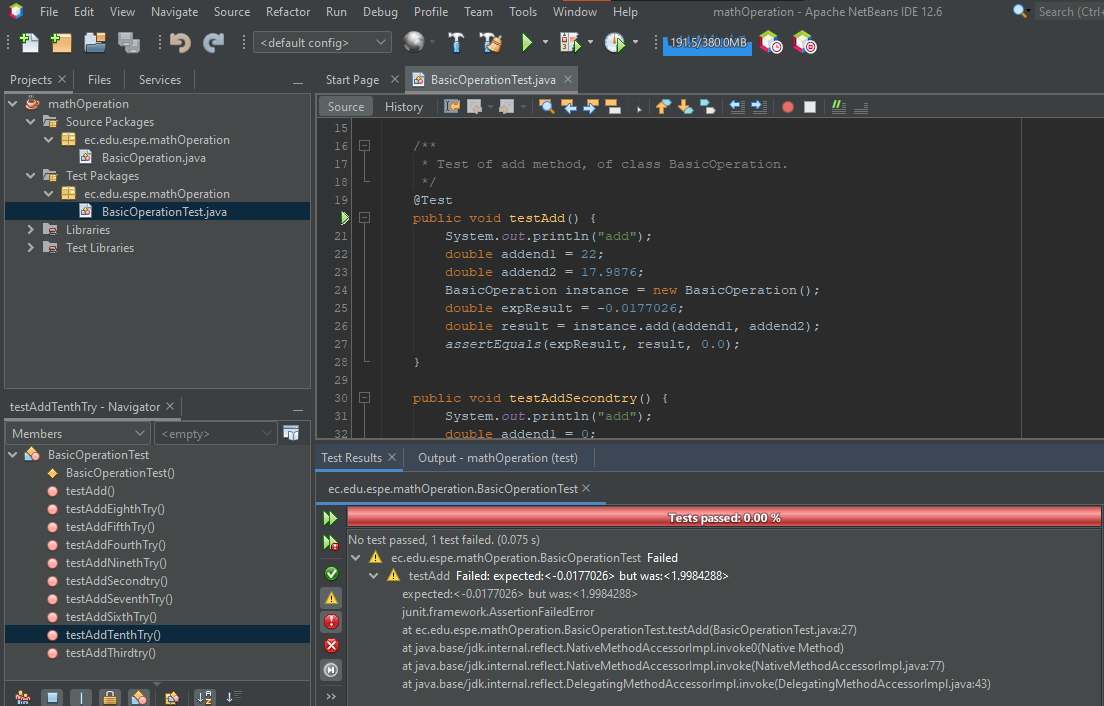 File Edit View Navigate Source Refactor Run Debug Profile Team Tools Window Help mathOperation - Apache NetBeans IDE 12.6 Search (Ctrl+
<default config> 191.5/380.0MB
Projects Files Services
mathOperation
Source Packages
ec.edu.espe.mathOperation
BasicOperation.java
Test Packages
ec.edu.espe.mathOperation
BasicOperationTest.java
Libraries
Test Libraries
testAddTenthTry - Navigator
Members <empty>
BasicOperationTest
BasicOperationTest()
testAdd()
testAddEighthTry()
testAddFifthTry()
testAddFourthTry()
testAddNinethTry()
testAddSecondtry()
testAddSeventhTry()
testAddSixthTry()
testAddTenthTry()
testAddThirdtry()
Start Page BasicOperationTest.java
Source History
15
16 /**
17 * Test of add method, of class BasicOperation.
18 */
19 @Test
public void testAdd() {
21 System.out.println("add");
22 double addend1 = 22;
23 double addend2 = 17.9876;
24 BasicOperation instance = new BasicOperation();
25 double expResult = -0.0177026;
26 double result = instance.add(addend1, addend2);
27 assertEquals(expResult, result, 0.0);
28 }
29
30 public void testAddSecondtry() {
31 System.out.println("add");
32 double addend1 = 0;
Test Results Output - mathOperation (test)
ec.edu.espe.mathOperation.BasicOperationTest
Tests passed: 0.00 %
No test passed, 1 test failed. (0.075 s)
ec.edu.espe.mathOperation.BasicOperationTest Failed
testAdd Failed: expected:<-0.0177026> but was:<1.9984288>
expected:<-0.0177026> but was:<1.9984288>
junit.framework.AssertionFailedError
at ec.edu.espe.mathOperation.BasicOperationTest.testAdd(BasicOperationTest.java:27)
at java.base/jdk.internal.reflect.NativeMethodAccessorImpl.invoke0(Native Method)
at java.base/jdk.internal.reflect.NativeMethodAccessorImpl.invoke(NativeMethodAccessorImpl.java:77)
at java.base/jdk.internal.reflect.DelegatingMethodAccessorImpl.invoke(DelegatingMethodAccessorImpl.java:43)